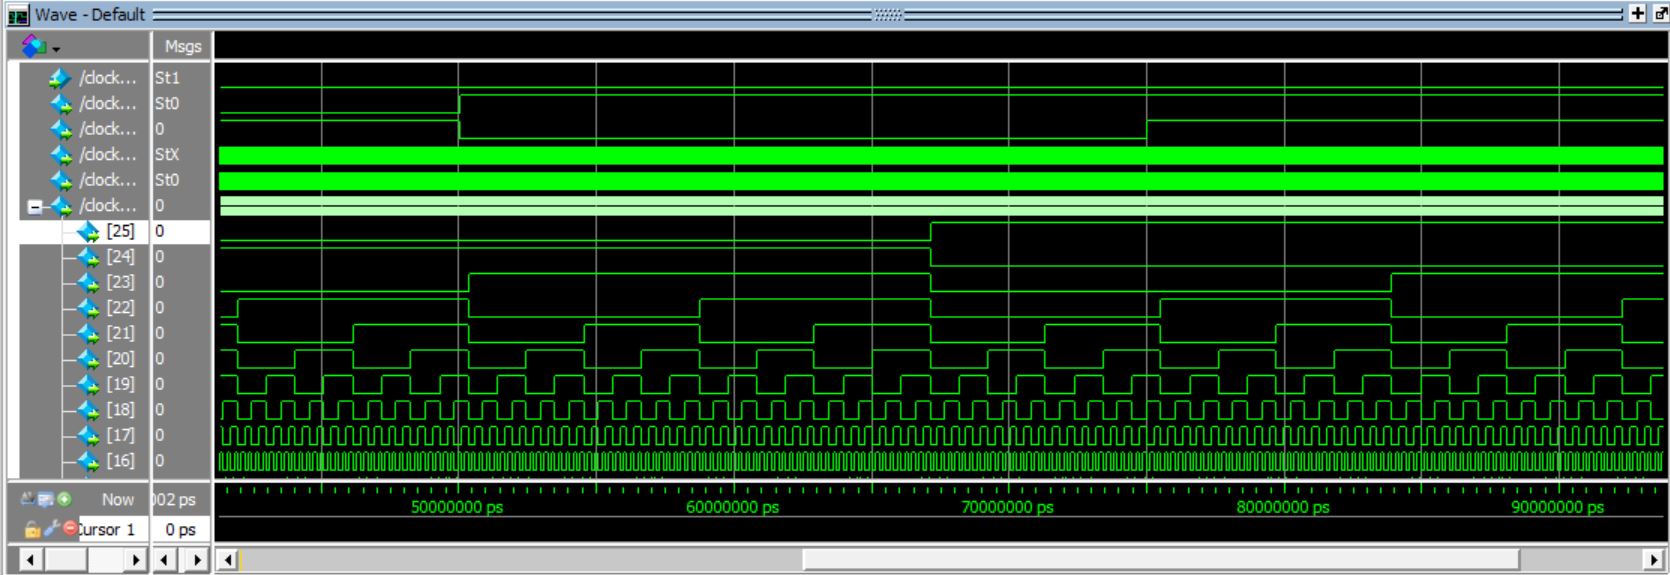 Wave - Default
Msgs
/clock... St1
/clock... St0
/clock... 0
/clock... StX
/clock... St0
/clock... 0
[25] 0
[24] 0
[23] 0
[22] 0
[21] 0
[20] 0
[19] 0
[18] 0
[17] 0
[16] 0
Now 002 ps
50000000 ps 60000000 ps 70000000 ps 80000000 ps 90000000 ps
Cursor 1 0 ps